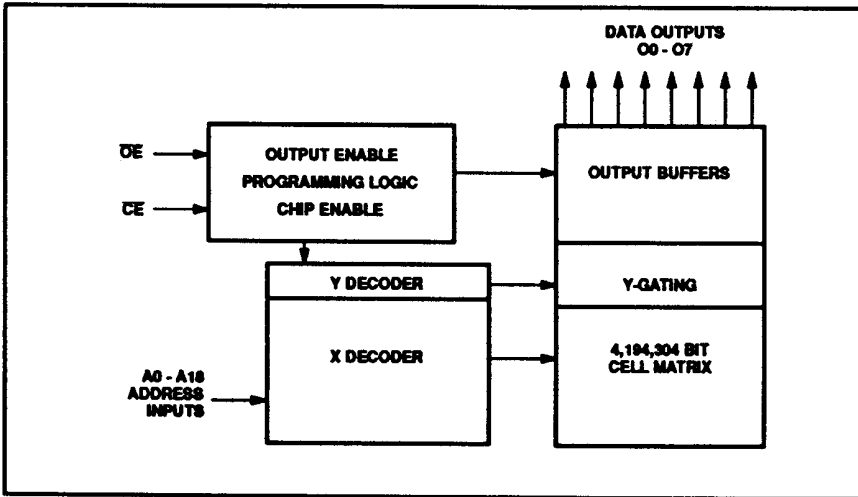 DATA OUTPUTS
O0 - O7
OE
CE
OUTPUT ENABLE
PROGRAMMING LOGIC
CHIP ENABLE
OUTPUT BUFFERS
Y DECODER
Y-GATING
X DECODER
4,194,304 BIT
CELL MATRIX
A0 - A18
ADDRESS
INPUTS